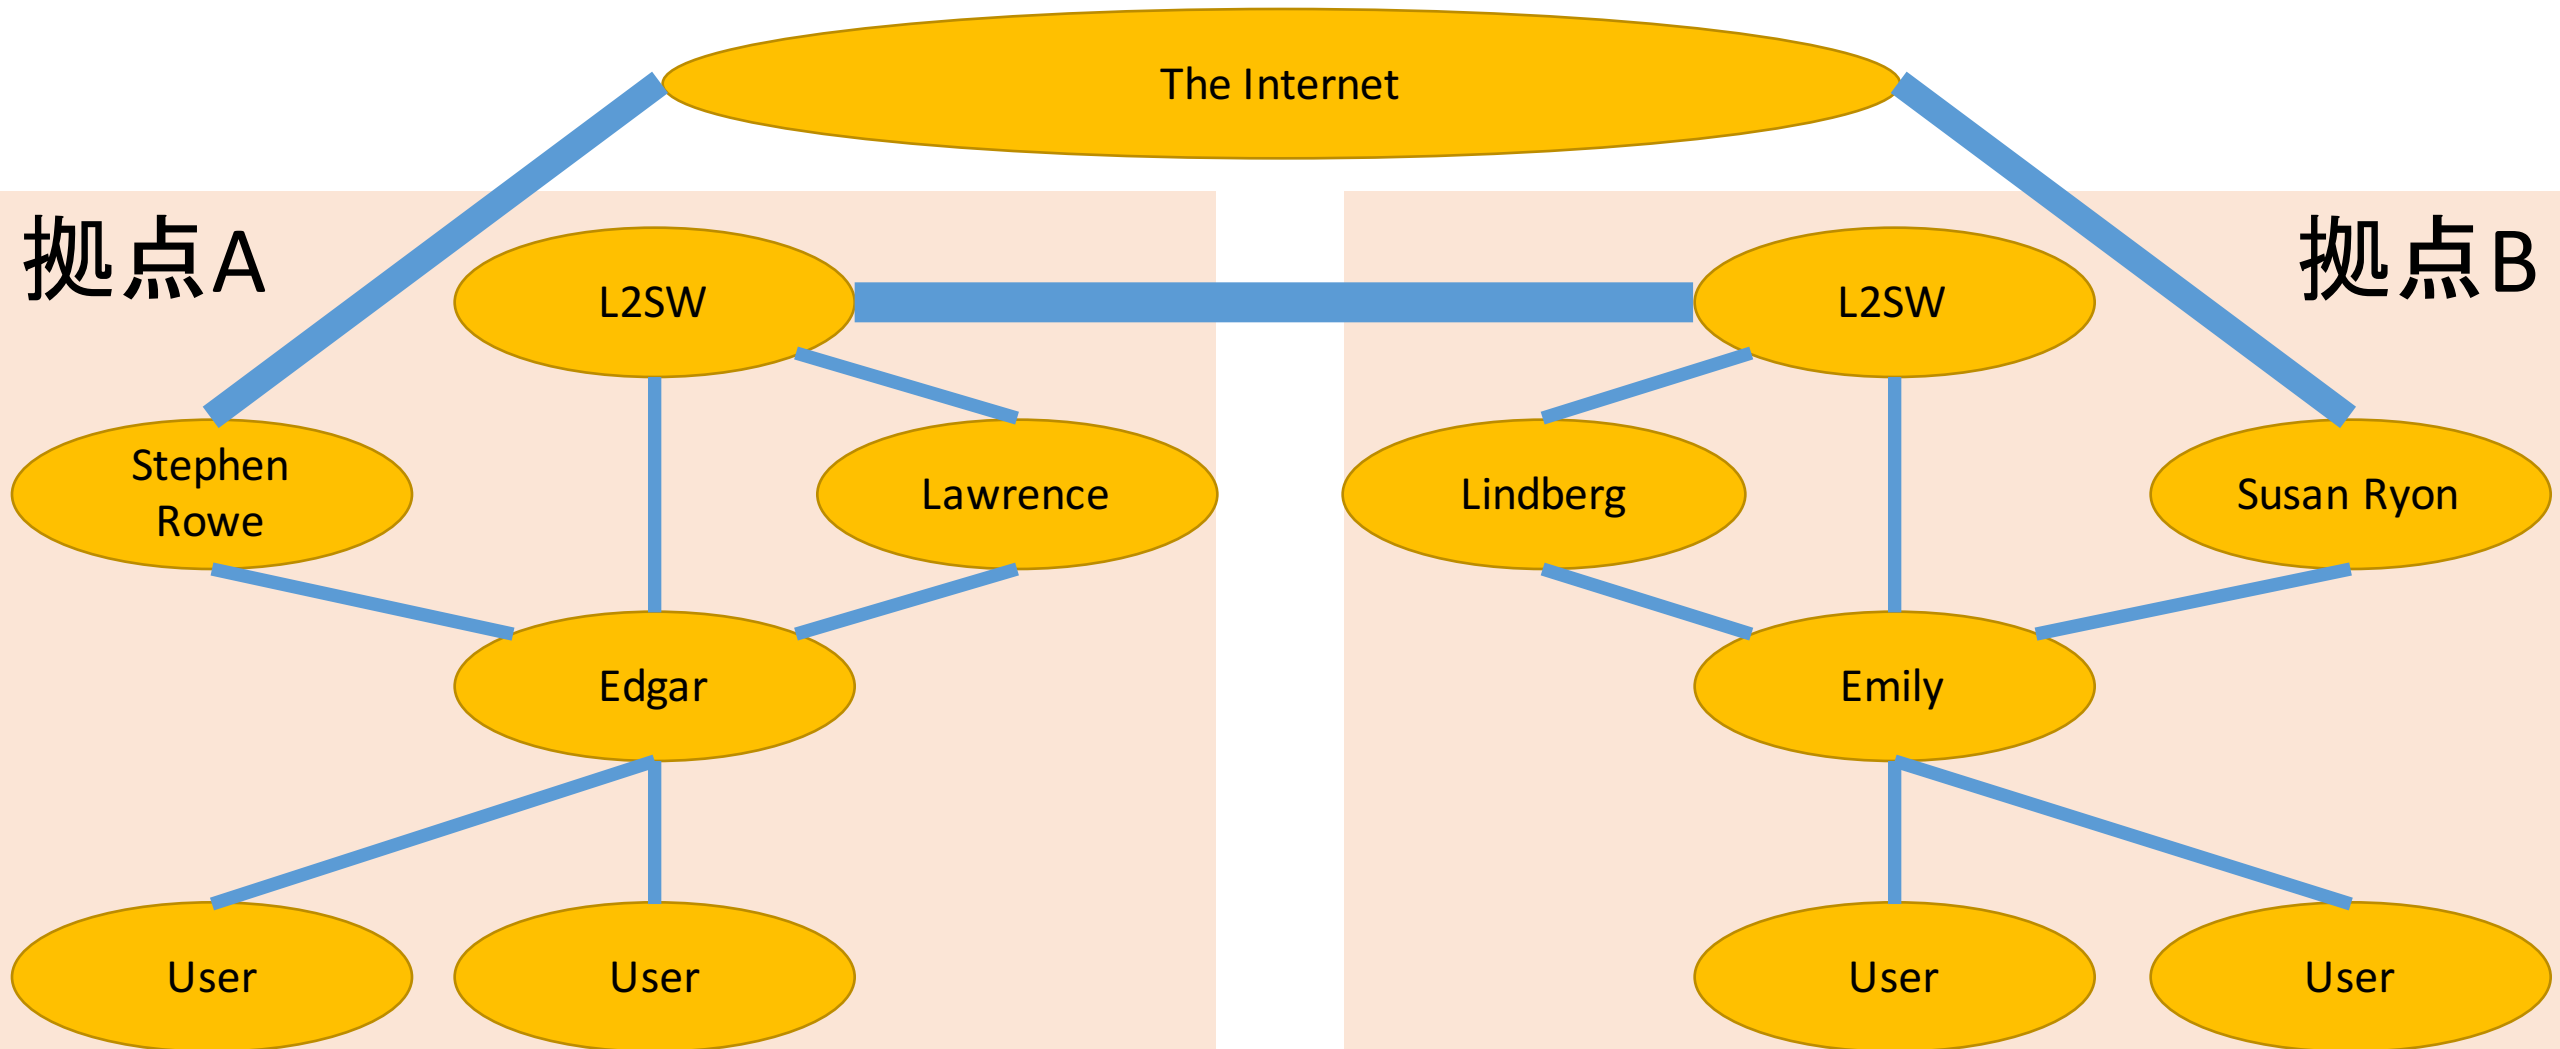 The Internet
拠点A
拠点B
L2SW
L2SW
Stephen
Rowe
Lawrence
Lindberg
Susan Ryon
Edgar
Emily
User
User
User
User